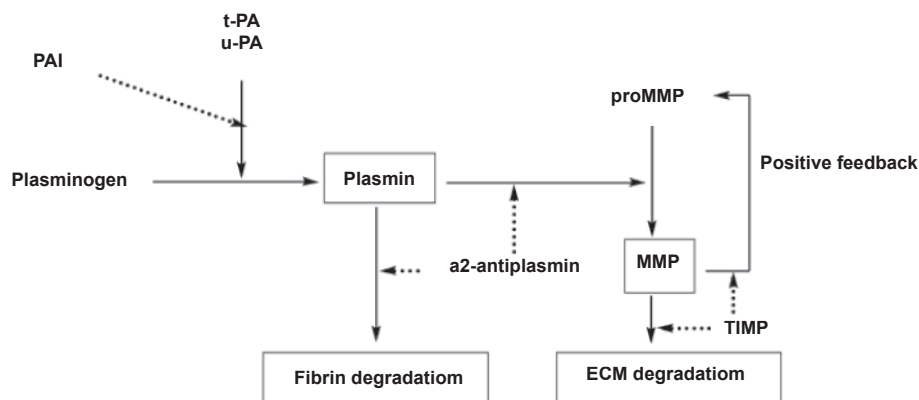 t-PA
u-PA
PAI
proMMP
Positive feedback
Plasminogen
Plasmin
a2-antiplasmin
MMP
TIMP
Fibrin degradatiom
ECM degradatiom